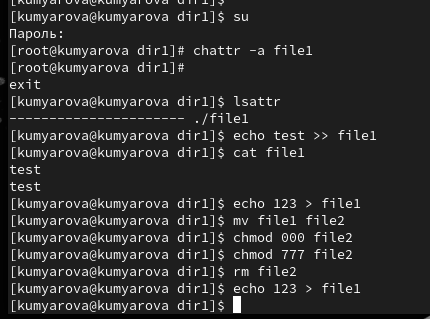 [kumyarova@kumyarova dir1]$
[kumyarova@kumyarova dir1]$ su
Пароль:
[root@kumyarova dir1]# chattr -a file1
[root@kumyarova dir1]#
exit
[kumyarova@kumyarova dir1]$ lsattr
---------------------- ./file1
[kumyarova@kumyarova dir1]$ echo test >> file1
[kumyarova@kumyarova dir1]$ cat file1
test
test
[kumyarova@kumyarova dir1]$ echo 123 > file1
[kumyarova@kumyarova dir1]$ mv file1 file2
[kumyarova@kumyarova dir1]$ chmod 000 file2
[kumyarova@kumyarova dir1]$ chmod 777 file2
[kumyarova@kumyarova dir1]$ rm file2
[kumyarova@kumyarova dir1]$ echo 123 > file1
[kumyarova@kumyarova dir1]$